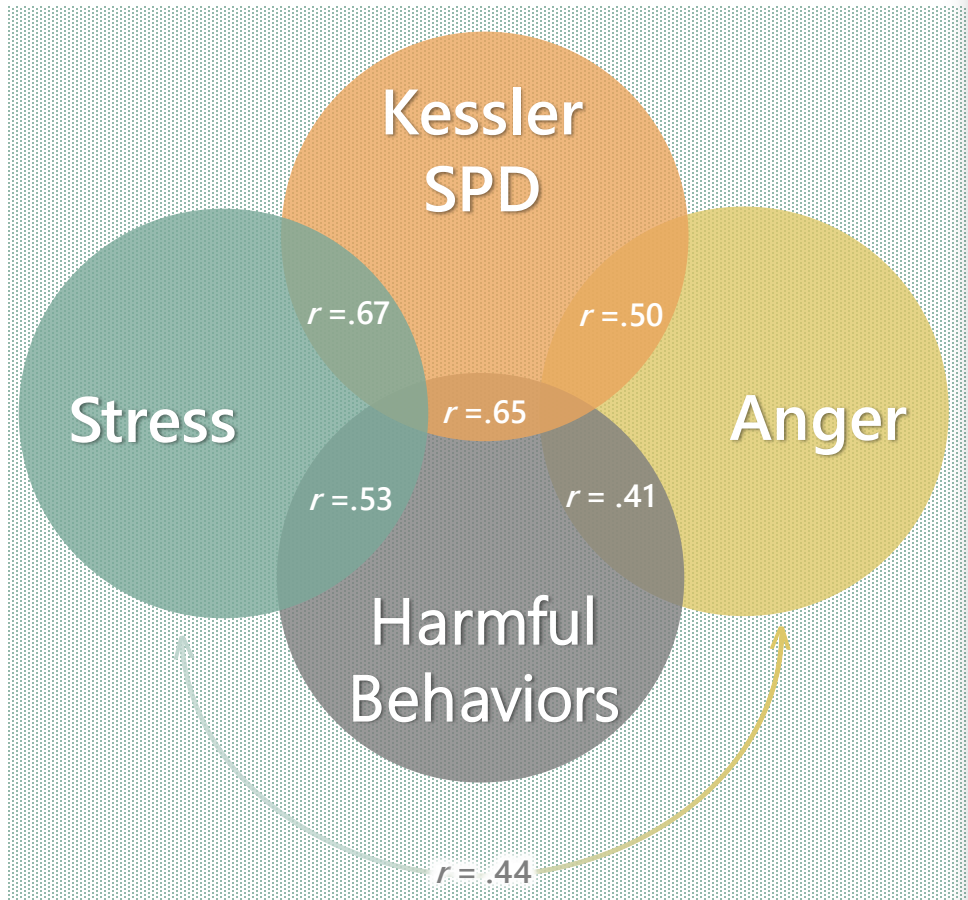 Kessler
SPD
r =.67
r =.50
Stress
r =.65
Anger
r =.53
r = .41
Harmful
Behaviors
r = .44